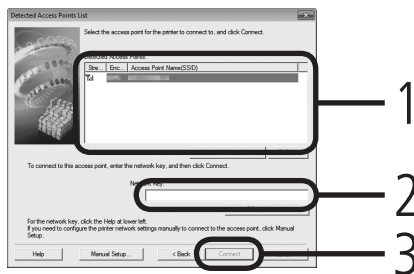 Detected Access Points List
Select the access point for the printer to connect to, and click Connect.
Detected Access Points:
Stre... Enc... Access Point Name(SSID)
1
To connect to this access point, enter the network key, and then click Connect.
Network Key:
2
For the network key, click the Help at lower left.
If you need to configure the printer network settings manually to connect to the access point, click Manual
Setup.
Help Manual Setup... < Back Connect
3